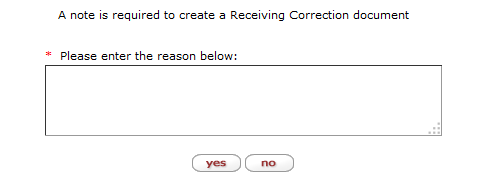 A note is required to create a Receiving Correction document
* Please enter the reason below:
yes no